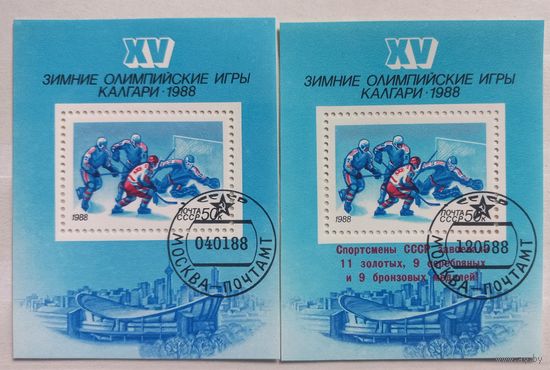 XV
ЗИМНИЕ ОЛИМПИЙСКИЕ ИГРЫ
КАЛГАРИ · 1988
1988
ПОЧТА
СССР 50к
040188
МОСКВА-ПОЧТАМТ
XV
ЗИМНИЕ ОЛИМПИЙСКИЕ ИГРЫ
КАЛГАРИ · 1988
1988
ПОЧТА
СССР 50к
120588
МОСКВА-ПОЧТАМТ
Спортсмены СССР завоевали
11 золотых, 9 серебряных
и 9 бронзовых медалей!